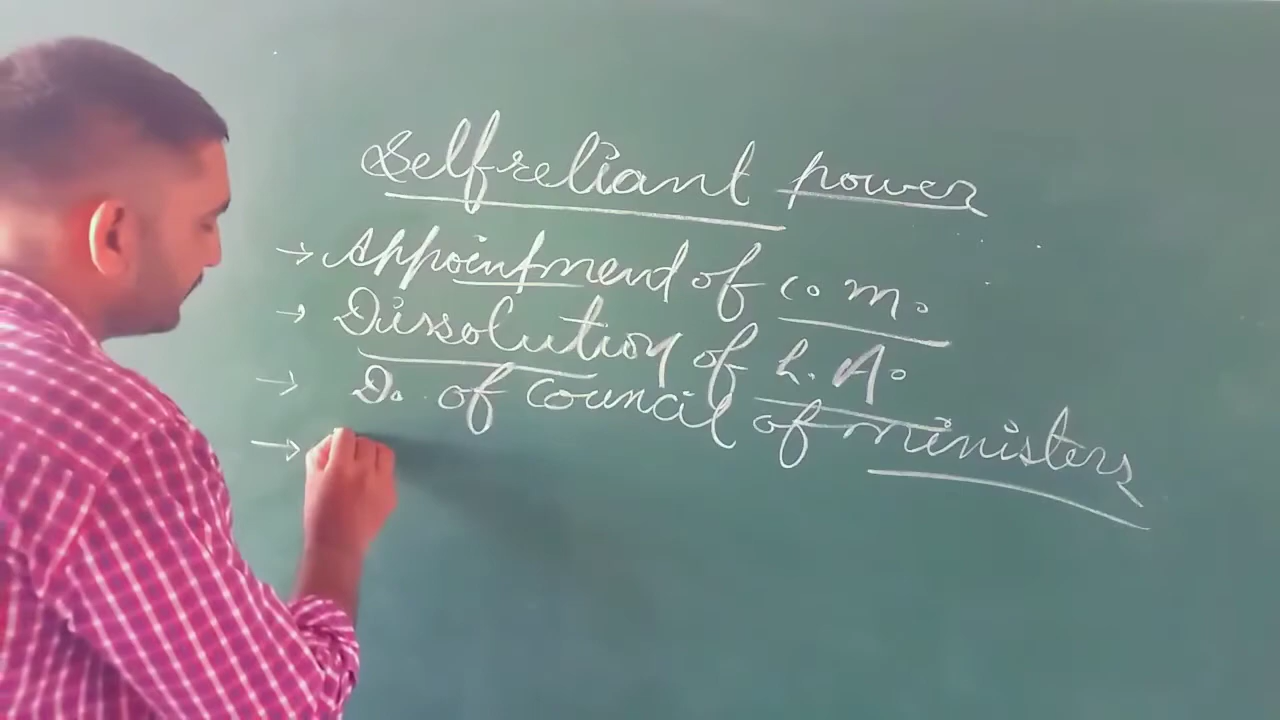 Selfreliant power
→ Appointment of C. M.
→ Dissolution of L. A.
→ D. of Council of ministers
→